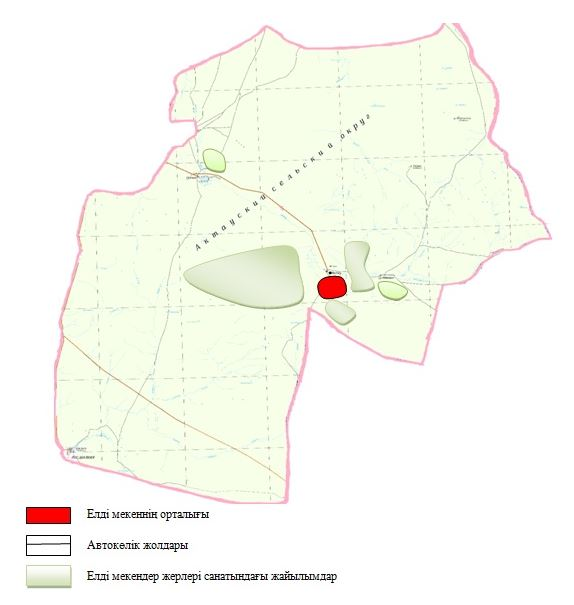 Актауский сельский округ
Елді мекеннің орталығы
Автокөлік жолдары
Елді мекендер жерлері санатындағы жайылымдар